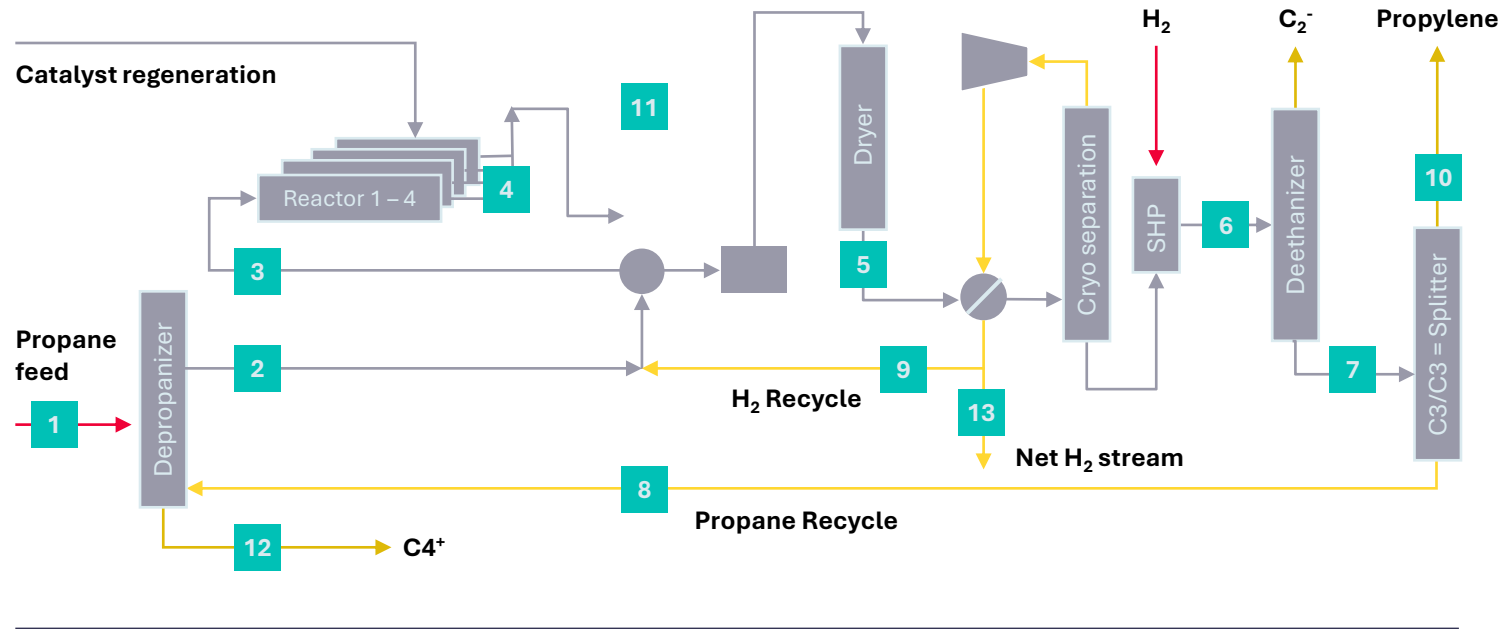 H₂
C₂⁻
Propylene
Catalyst regeneration
11
Dryer
Cryo separation
SHP
Deethanizer
10
4
Reactor 1 – 4
6
3
5
C3/C3 = Splitter
Depropanizer
Propane
feed
2
9
7
H₂ Recycle
1
13
Net H₂ stream
8
Propane Recycle
12
C4⁺